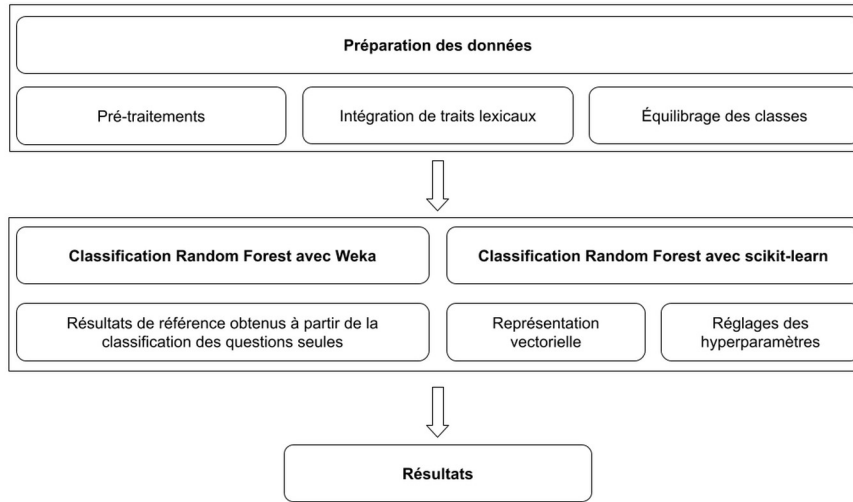 Préparation des données
Pré-traitements
Intégration de traits lexicaux
Équilibrage des classes
Classification Random Forest avec Weka
Classification Random Forest avec scikit-learn
Résultats de référence obtenus à partir de la
classification des questions seules
Représentation
vectorielle
Réglages des
hyperparamètres
Résultats